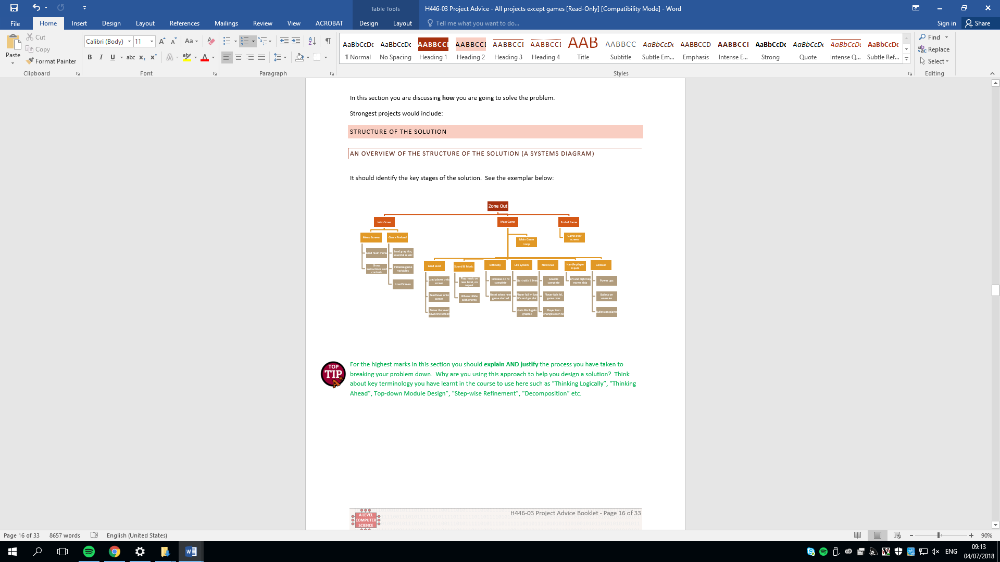 Table Tools
H446-03 Project Advice - All projects except games [Read-Only] [Compatibility Mode] - Word
File Home Insert Design Layout References Mailings Review View ACROBAT Design Layout Tell me what you want to do... Sign in Share
Paste
Cut
Copy
Format Painter
Calibri (Body) 11
AaBbCcDc AaBbCcDc AABBCCI AABBCCI AABBCCI AABBCCI AAB AABBCC AaBbCcDc AABBCCD AABBCCI AaBbCcDc AaBbCcDc AaBbCcDc AaBbCcDc
¶ Normal No Spacing Heading 1 Heading 2 Heading 3 Heading 4 Title Subtitle Subtle Em... Emphasis Intense E... Strong Quote Intense Q... Subtle Ref...
Find
Replace
Select
Clipboard Font Paragraph Styles Editing
In this section you are discussing how you are going to solve the problem.
Strongest projects would include:
STRUCTURE OF THE SOLUTION
AN OVERVIEW OF THE STRUCTURE OF THE SOLUTION (A SYSTEMS DIAGRAM)
It should identify the key stages of the solution.  See the exemplar below:
Zone Out
Intro Scren Main Game End of Game
Menu Screen Game Preload
Main Game
Loop
Game over
screen
Load main menu
Load graphics,
sound & music
Show
instructions and
controls
Initialise game
variables
Load Screen
Load level Sound & Music Difficulty Life system Next level
Handle player
inputs
Collision
Load player onto
screen
Play music on
new level, on
repeat
Increase on lvl
complete
Start with 3 lives
Level is
complete
left and right key
moves ship
Power ups
Read level onto
screen
When collide
with enemy
Reset when new
game started
Player fail lvl lose
life and graphic
Player fails lvl,
game over
Bullets on
enemies
Move the level
down the screen
Gain life & gain
graphic
Player icon
changes each lvl
Bullets on player
TOP
TIP
A*
For the highest marks in this section you should explain AND justify the process you have taken to
breaking your problem down.  Why are you using this approach to help you design a solution?  Think
about key terminology you have learnt in the course to use here such as “Thinking Logically”, “Thinking
Ahead”, Top-down Module Design”, “Step-wise Refinement”, “Decomposition” etc.
H446-03 Project Advice Booklet - Page 16 of 33
A LEVEL
COMPUTER
SCIENCE
Page 16 of 33 8657 words English (United States) 90%
ENG
09:13
04/07/2018